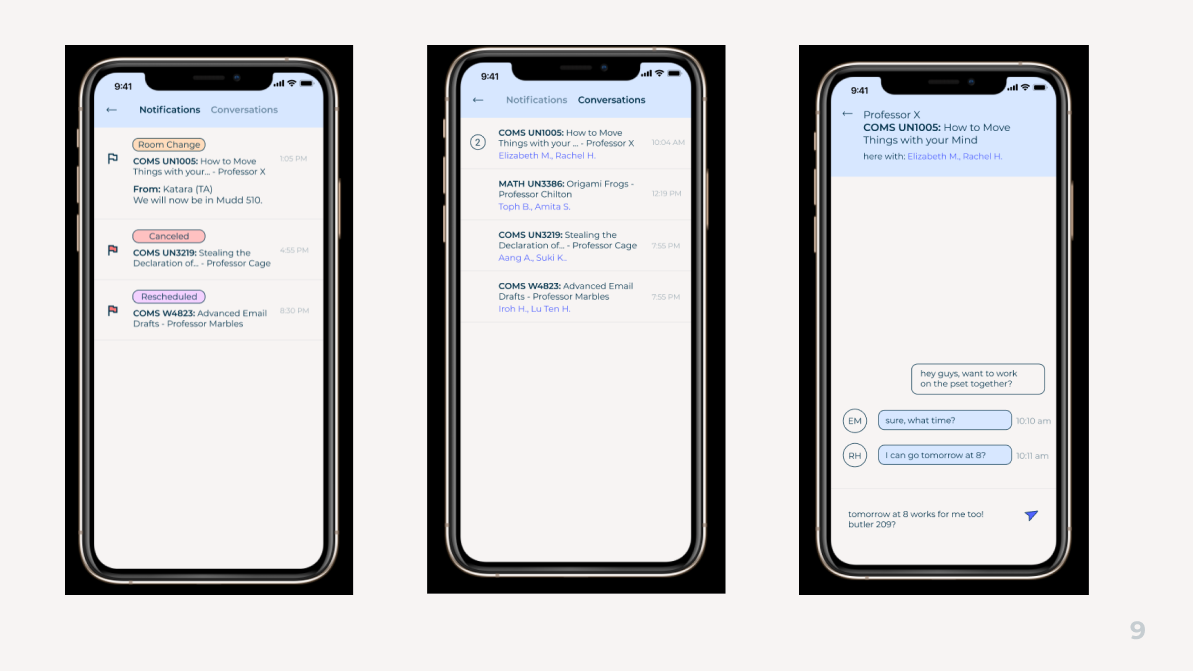 9:41
←
Notifications Conversations
Room Change
COMS UN1005: How to Move
Things with your... - Professor X
1:05 PM
From: Katara (TA)
We will now be in Mudd 510.
Canceled
COMS UN3219: Stealing the
Declaration of... - Professor Cage
4:55 PM
Rescheduled
COMS W4823: Advanced Email
Drafts - Professor Marbles
8:30 PM
9:41
←
Notifications Conversations
2
COMS UN1005: How to Move
Things with your ... - Professor X
Elizabeth M., Rachel H.
10:04 AM
MATH UN3386: Origami Frogs -
Professor Chilton
Toph B., Amita S.
12:19 PM
COMS UN3219: Stealing the
Declaration of... - Professor Cage
Aang A., Suki K..
7:55 PM
COMS W4823: Advanced Email
Drafts - Professor Marbles
Iroh H., Lu Ten H.
7:55 PM
9:41
←
Professor X
COMS UN1005: How to Move
Things with your Mind
here with: Elizabeth M., Rachel H.
hey guys, want to work
on the pset together?
EM sure, what time? 10:10 am
RH I can go tomorrow at 8? 10:11 am
tomorrow at 8 works for me too!
butler 209?
9